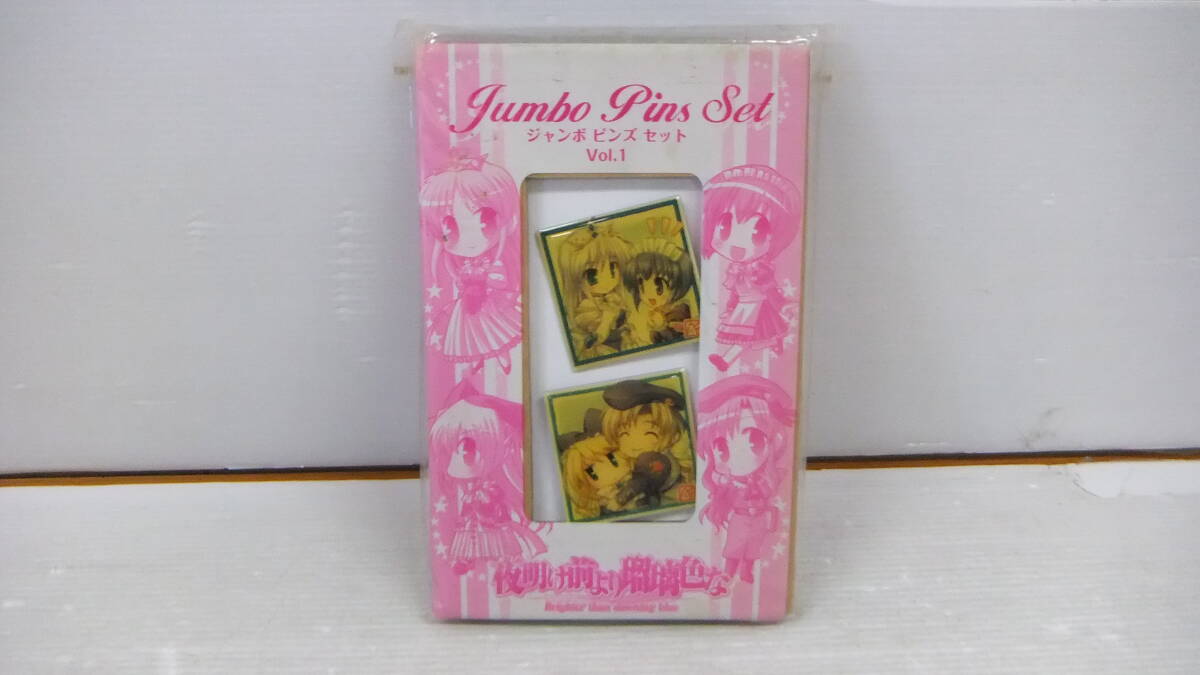 Jumbo Pins Set
ジャンボ ピンズ セット
Vol.1
夜明け前より瑠璃色な
Brighter than dawning blue